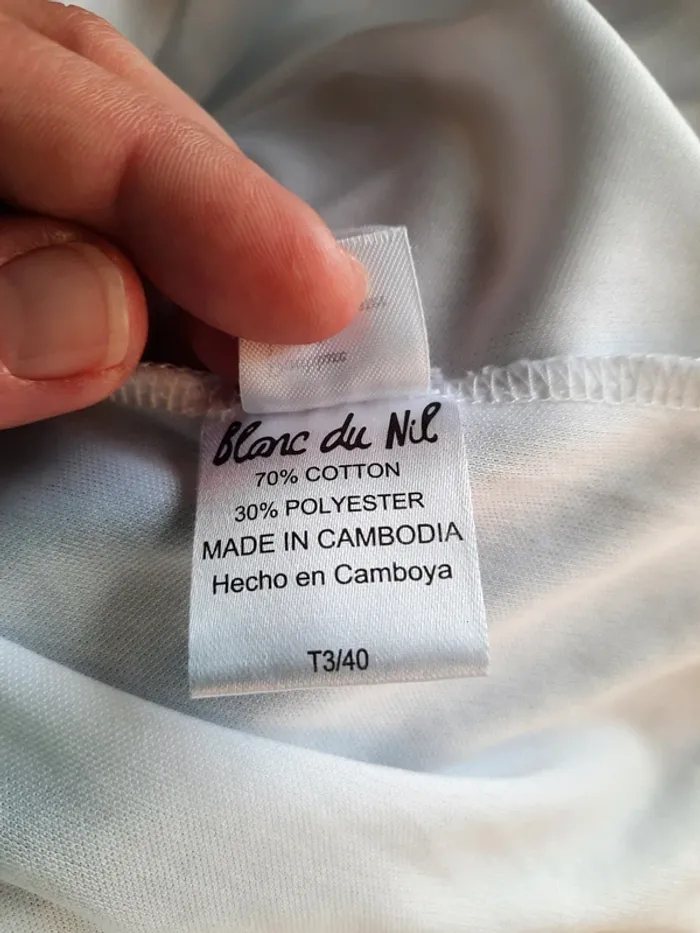 Blanc du Nil
70% COTTON
30% POLYESTER
MADE IN CAMBODIA
Hecho en Camboya
T3/40